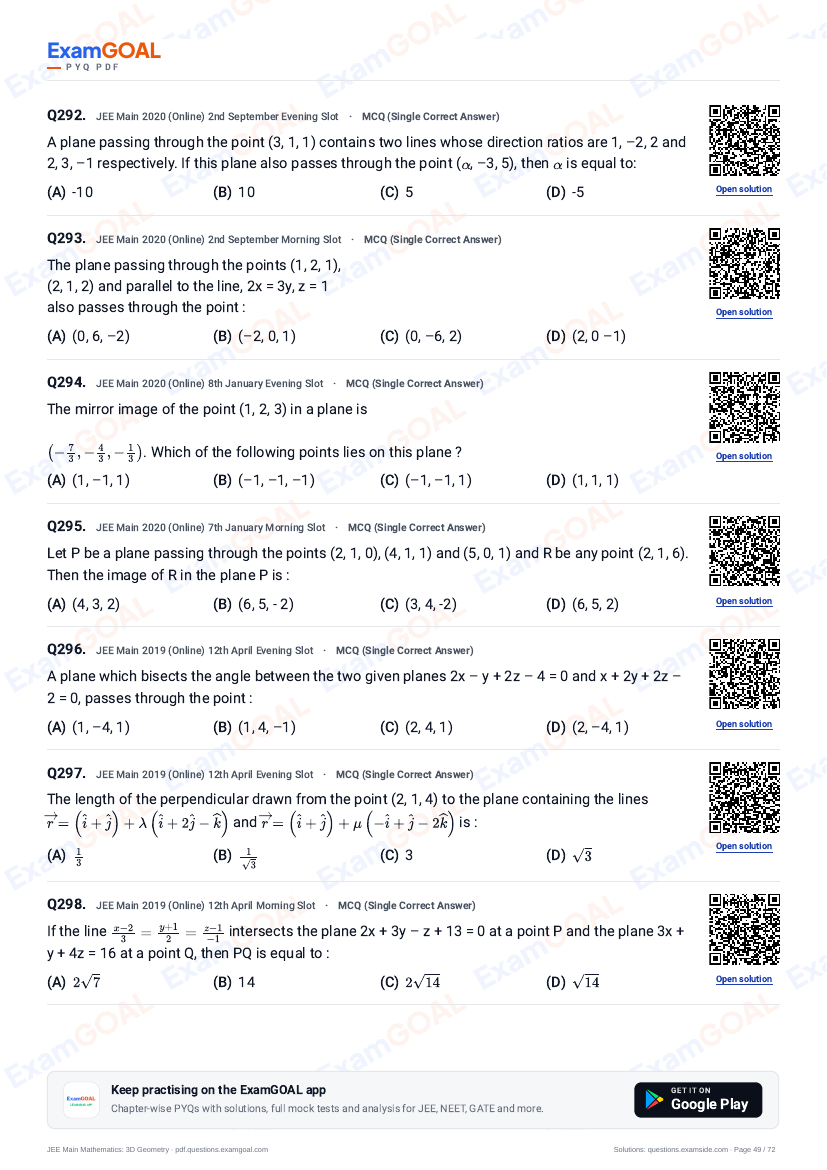 ExamGOAL
PYQ PDF
Q292. JEE Main 2020 (Online) 2nd September Evening Slot · MCQ (Single Correct Answer)
A plane passing through the point (3, 1, 1) contains two lines whose direction ratios are 1, −2, 2 and
2, 3, −1 respectively. If this plane also passes through the point (α, −3, 5), then α is equal to:
(A) -10 (B) 10 (C) 5 (D) -5
Open solution
Q293. JEE Main 2020 (Online) 2nd September Morning Slot · MCQ (Single Correct Answer)
The plane passing through the points (1, 2, 1),
(2, 1, 2) and parallel to the line, 2x = 3y, z = 1
also passes through the point :
(A) (0, 6, −2) (B) (−2, 0, 1) (C) (0, −6, 2) (D) (2, 0 −1)
Open solution
Q294. JEE Main 2020 (Online) 8th January Evening Slot · MCQ (Single Correct Answer)
The mirror image of the point (1, 2, 3) in a plane is
(−7/3, −4/3, −1/3). Which of the following points lies on this plane ?
(A) (1, −1, 1) (B) (−1, −1, −1) (C) (−1, −1, 1) (D) (1, 1, 1)
Open solution
Q295. JEE Main 2020 (Online) 7th January Morning Slot · MCQ (Single Correct Answer)
Let P be a plane passing through the points (2, 1, 0), (4, 1, 1) and (5, 0, 1) and R be any point (2, 1, 6).
Then the image of R in the plane P is :
(A) (4, 3, 2) (B) (6, 5, - 2) (C) (3, 4, -2) (D) (6, 5, 2)
Open solution
Q296. JEE Main 2019 (Online) 12th April Evening Slot · MCQ (Single Correct Answer)
A plane which bisects the angle between the two given planes 2x − y + 2z − 4 = 0 and x + 2y + 2z −
2 = 0, passes through the point :
(A) (1, −4, 1) (B) (1, 4, −1) (C) (2, 4, 1) (D) (2, −4, 1)
Open solution
Q297. JEE Main 2019 (Online) 12th April Evening Slot · MCQ (Single Correct Answer)
The length of the perpendicular drawn from the point (2, 1, 4) to the plane containing the lines
r⃗ = (î + ĵ) + λ (î + 2ĵ − k̂) and r⃗ = (î + ĵ) + μ (−î + ĵ − 2k̂) is :
(A) 1/3 (B) 1/√3 (C) 3 (D) √3
Open solution
Q298. JEE Main 2019 (Online) 12th April Morning Slot · MCQ (Single Correct Answer)
If the line (x−2)/3 = (y+1)/2 = (z−1)/−1 intersects the plane 2x + 3y − z + 13 = 0 at a point P and the plane 3x +
y + 4z = 16 at a point Q, then PQ is equal to :
(A) 2√7 (B) 14 (C) 2√14 (D) √14
Open solution
ExamGOAL
Keep practising on the ExamGOAL app
Chapter-wise PYQs with solutions, full mock tests and analysis for JEE, NEET, GATE and more.
GET IT ON
Google Play
JEE Main Mathematics: 3D Geometry · pdf.questions.examgoal.com
Solutions: questions.examside.com · Page 49 / 72